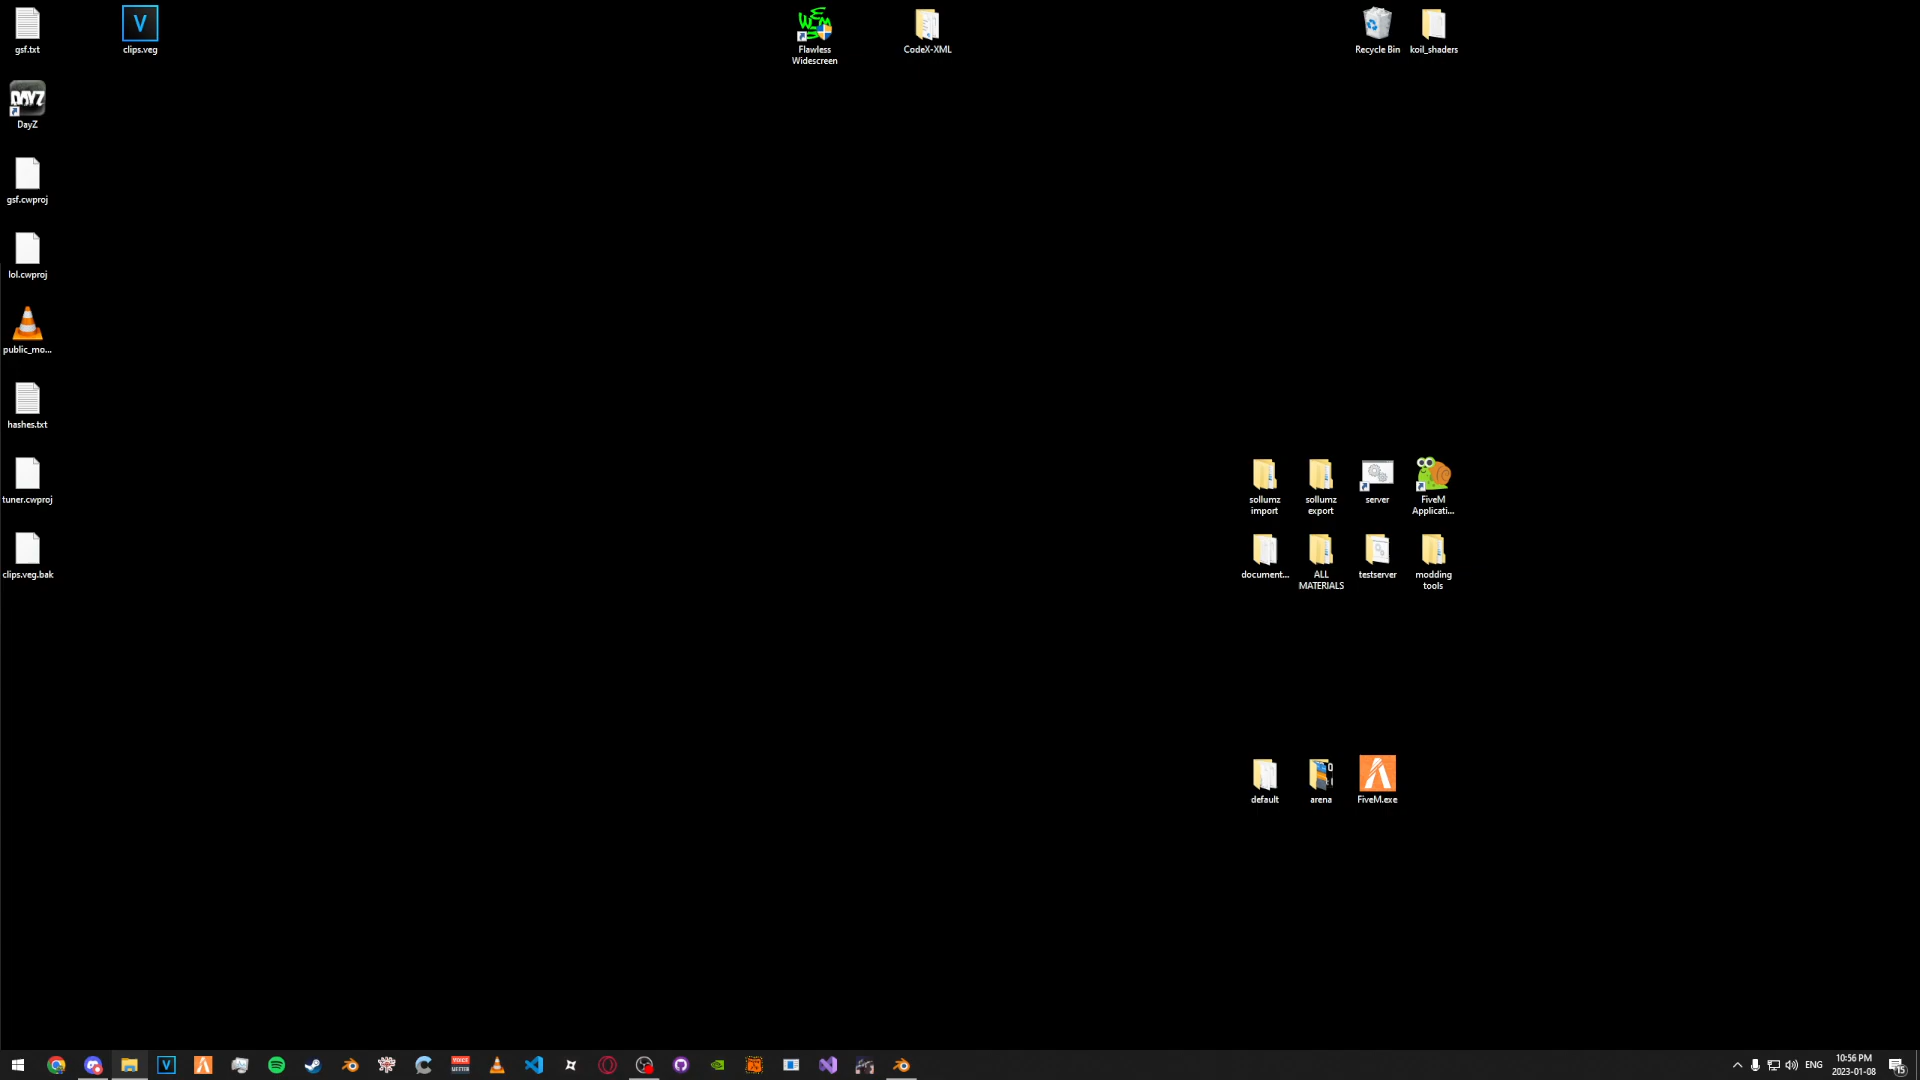 gsf.txt
clips.veg
Flawless
Widescreen
CodeX-XML
Recycle Bin
koil_shaders
DAYZ
DayZ
gsf.cwproj
lol.cwproj
public_mo...
hashes.txt
tuner.cwproj
clips.veg.bak
sollumz
import
sollumz
export
server
FiveM
Applicati...
document...
ALL
MATERIALS
testserver
modding
tools
default
arena
FiveM.exe
ENG
10:56 PM
2023-01-08
15